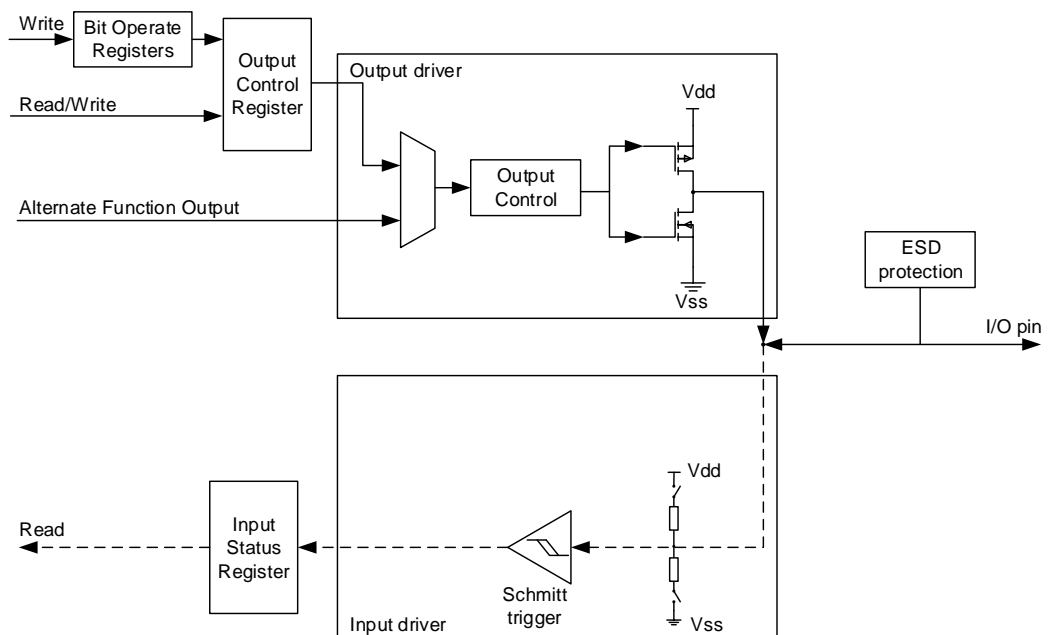 Write
Bit Operate
Registers
Output
Control
Register
Read/Write
Alternate Function Output
Output driver
Vdd
Output
Control
Vss
ESD
protection
I/O pin
Read
Input
Status
Register
Vdd
Schmitt
trigger
Vss
Input driver